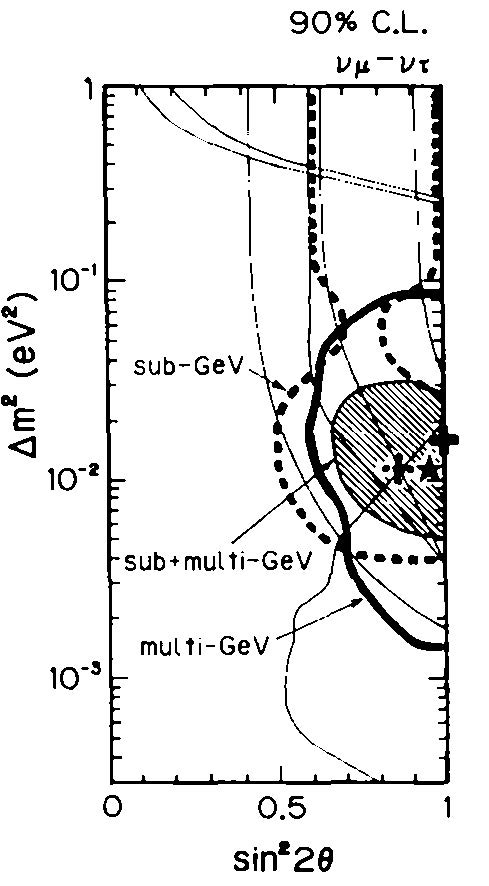 90% C.L.
νμ−ντ
1
10⁻¹
Δm² (eV²)
sub-GeV
10⁻²
sub+multi-GeV
multi-GeV
10⁻³
0
0.5
1
sin²2θ